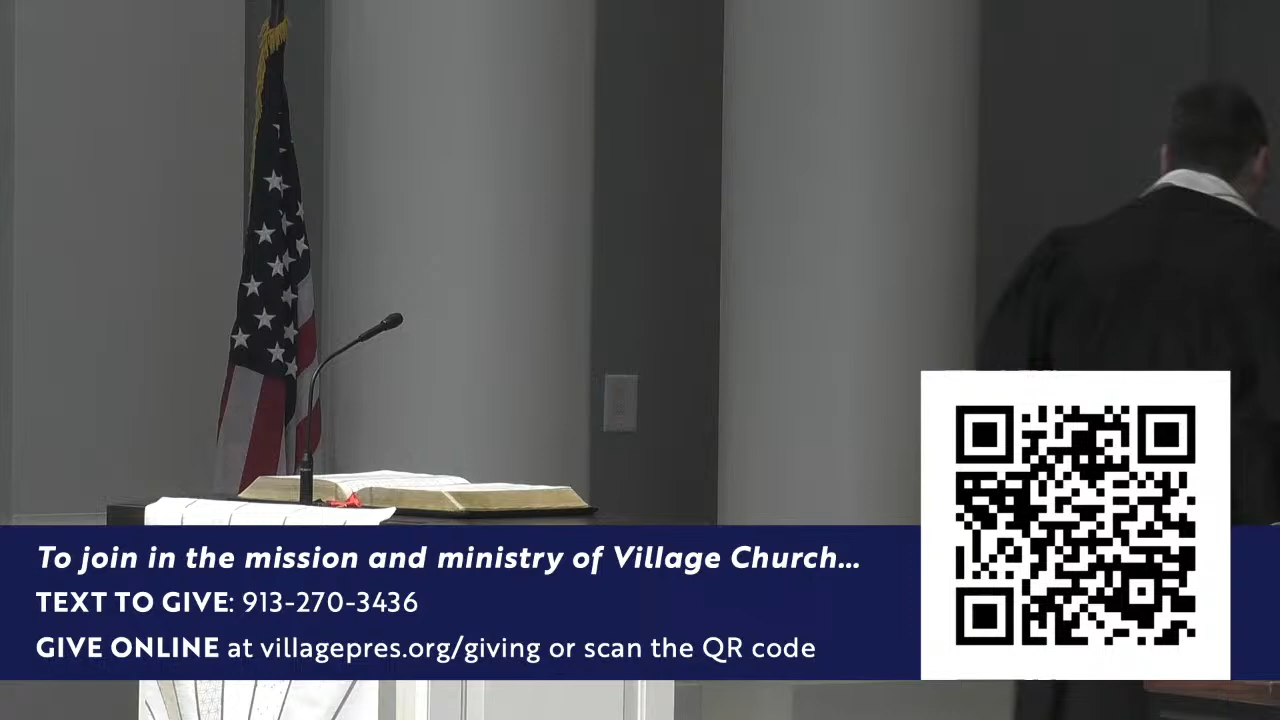 To join in the mission and ministry of Village Church...
TEXT TO GIVE: 913-270-3436
GIVE ONLINE at villagepres.org/giving or scan the QR code